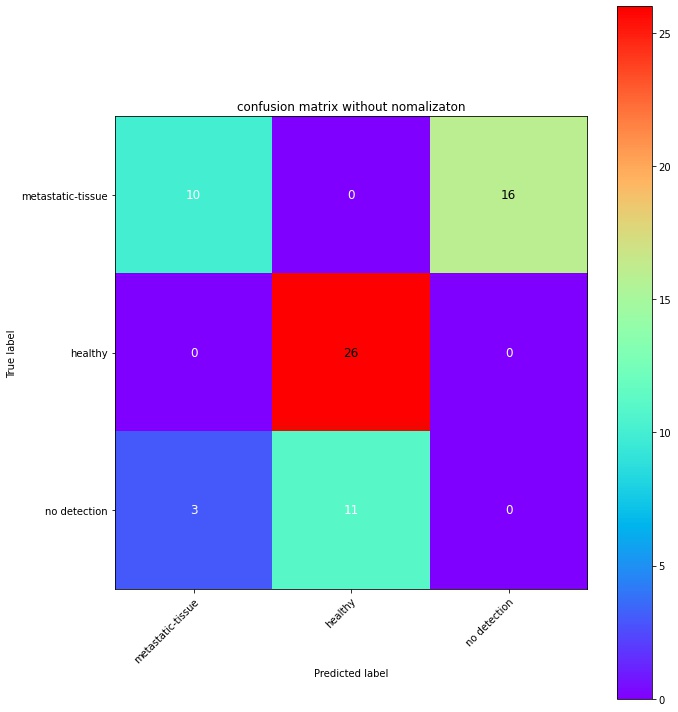 confusion matrix without nomalizaton
metastatic-tissue
10
0
16
healthy
0
26
0
no detection
3
11
0
True label
metastatic-tissue
healthy
no detection
Predicted label
25
20
15
10
5
0